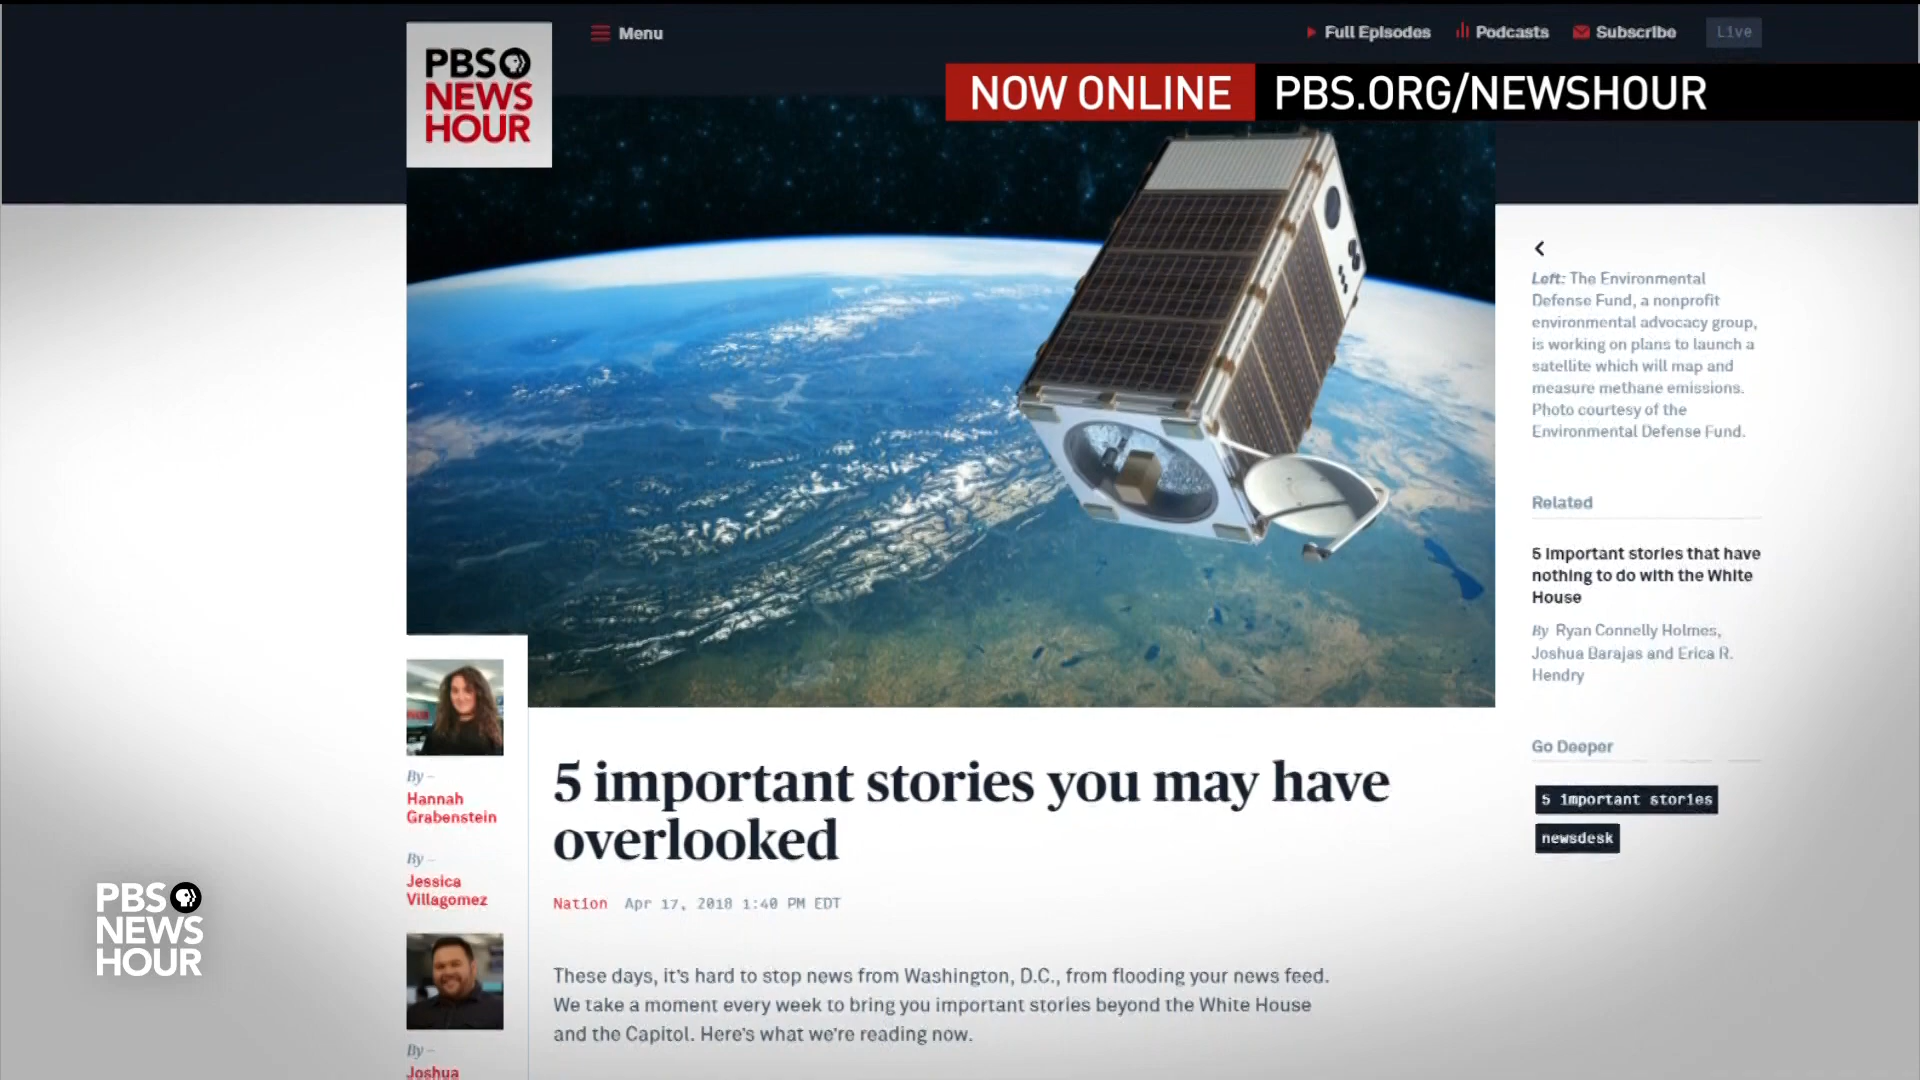 PBS
NEWS
HOUR
Menu
Full Episodes
Podcasts
Subscribe
Live
NOW ONLINE
PBS.ORG/NEWSHOUR
Left: The Environmental
Defense Fund, a nonprofit
environmental advocacy group,
is working on plans to launch a
satellite which will map and
measure methane emissions.
Photo courtesy of the
Environmental Defense Fund.
Related
5 important stories that have
nothing to do with the White
House
By Ryan Connelly Holmes,
Joshua Barajas and Erica R.
Hendry
Go Deeper
5 important stories
newsdesk
By –
Hannah
Grabenstein
By –
Jessica
Villagomez
By –
Joshua
5 important stories you may have
overlooked
Nation Apr 17, 2018 1:40 PM EDT
These days, it's hard to stop news from Washington, D.C., from flooding your news feed.
We take a moment every week to bring you important stories beyond the White House
and the Capitol. Here's what we're reading now.
PBS
NEWS
HOUR